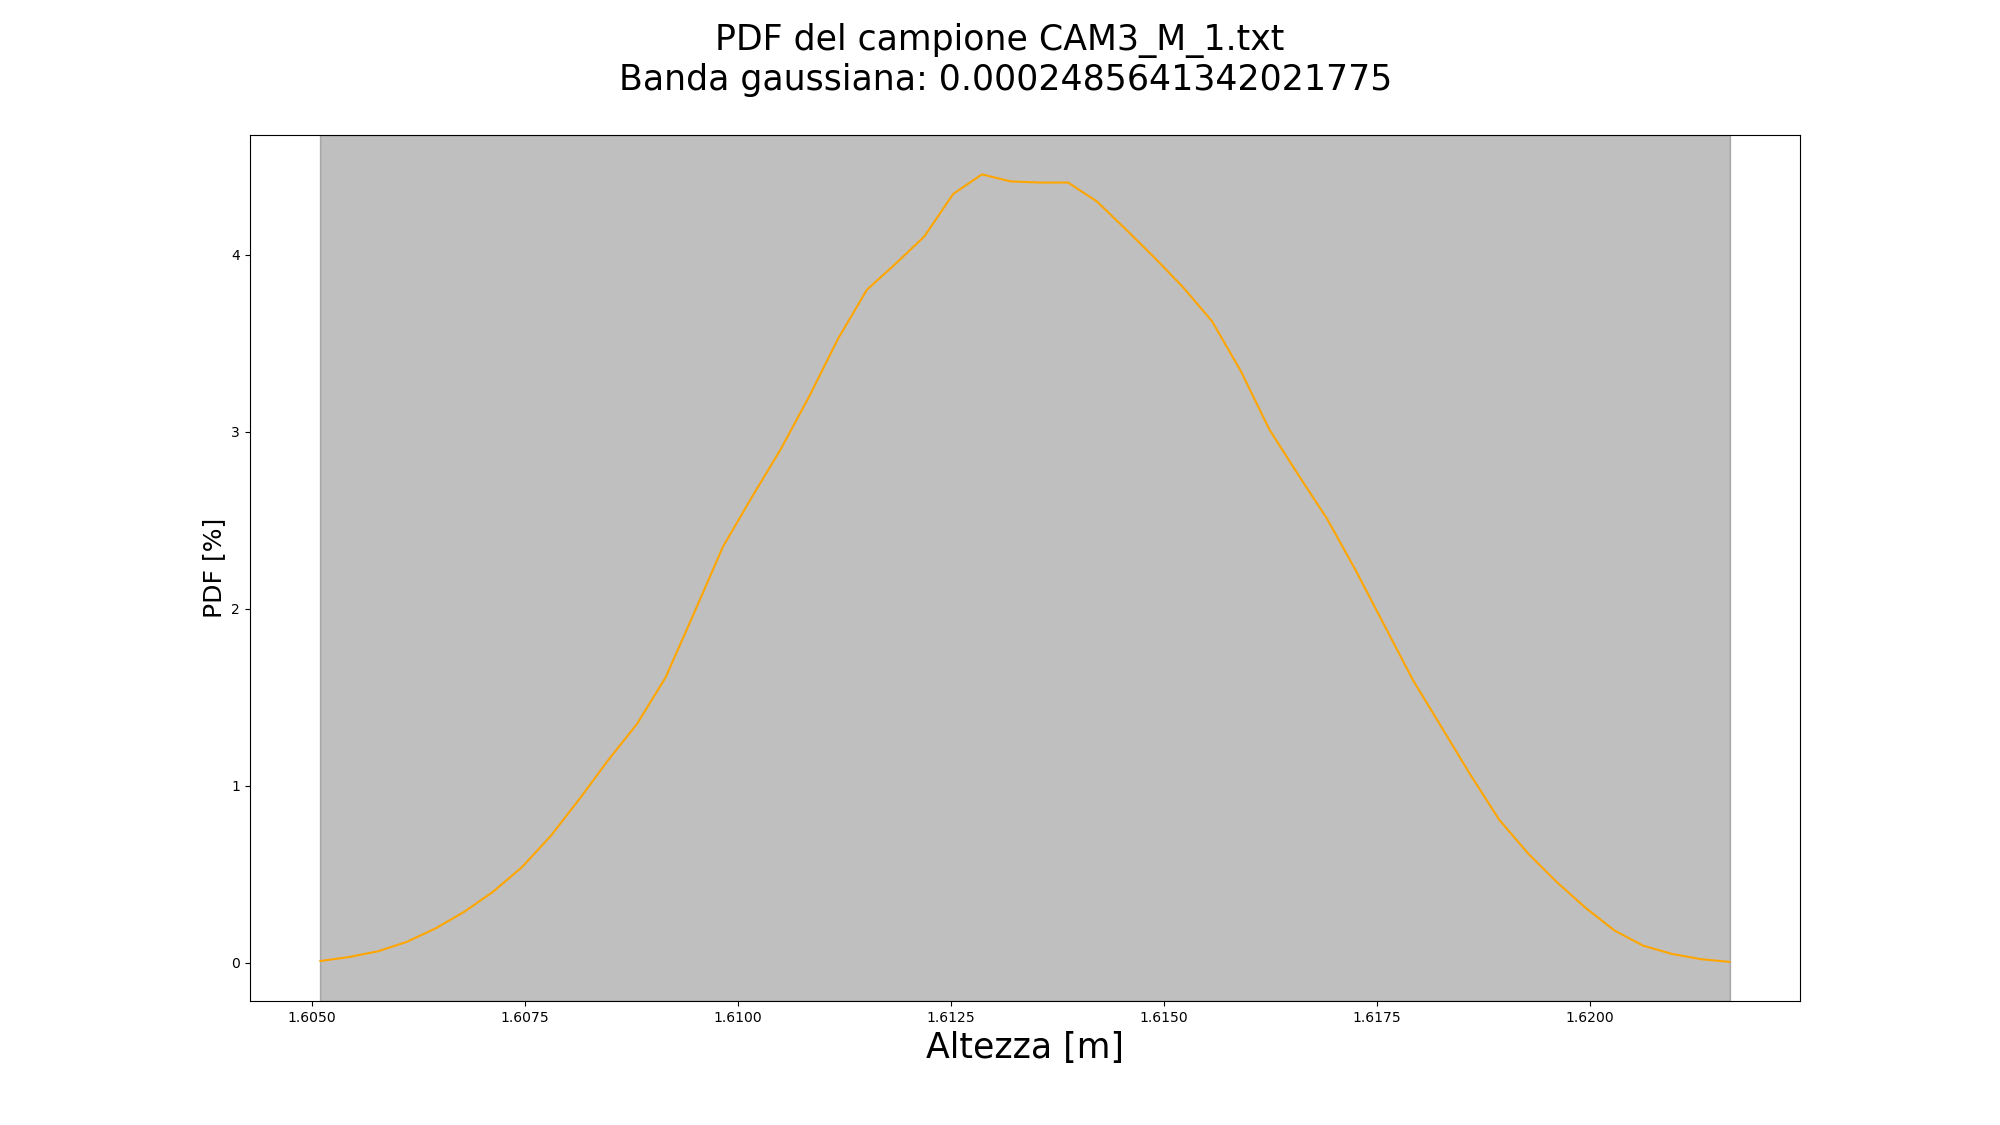 PDF del campione CAM3_M_1.txt
Banda gaussiana: 0.0002485641342021775
PDF [%]
4
3
2
1
0
1.6050 1.6075 1.6100 1.6125 1.6150 1.6175 1.6200
Altezza [m]